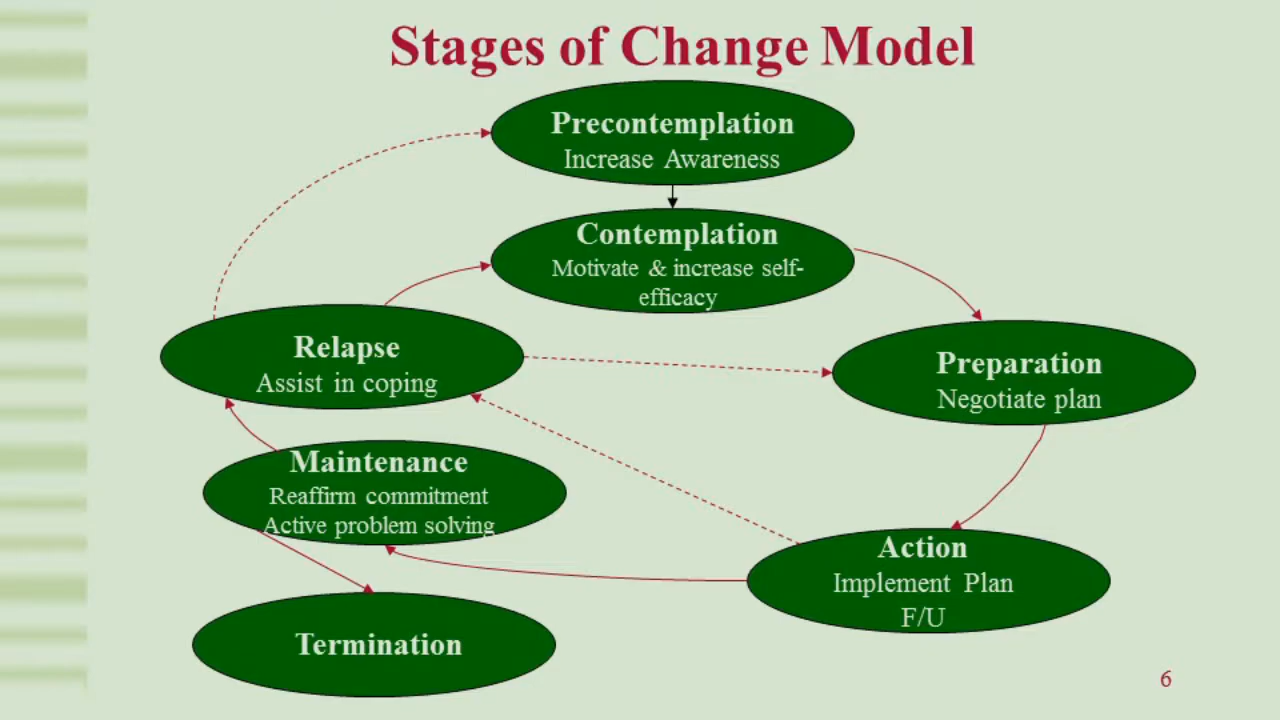 Stages of Change Model
Precontemplation
Increase Awareness
Contemplation
Motivate & increase self-
efficacy
Relapse
Assist in coping
Preparation
Negotiate plan
Maintenance
Reaffirm commitment
Active problem solving
Action
Implement Plan
F/U
Termination
6